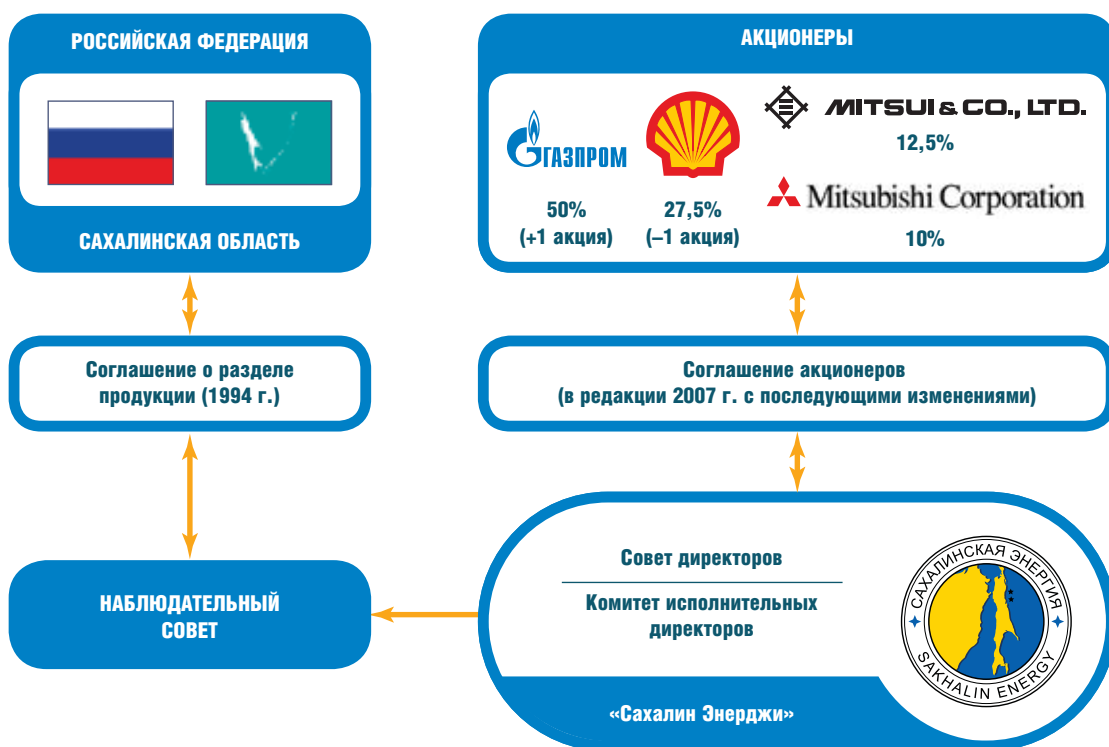 РОССИЙСКАЯ ФЕДЕРАЦИЯ
САХАЛИНСКАЯ ОБЛАСТЬ
АКЦИОНЕРЫ
ГАЗПРОМ
50%
(+1 акция)
27,5%
(–1 акция)
MITSUI & CO., LTD.
12,5%
Mitsubishi Corporation
10%
Соглашение о разделе
продукции (1994 г.)
Соглашение акционеров
(в редакции 2007 г. с последующими изменениями)
НАБЛЮДАТЕЛЬНЫЙ
СОВЕТ
Совет директоров
Комитет исполнительных
директоров
САХАЛИНСКАЯ ЭНЕРГИЯ
SAKHALIN ENERGY
«Сахалин Энерджи»